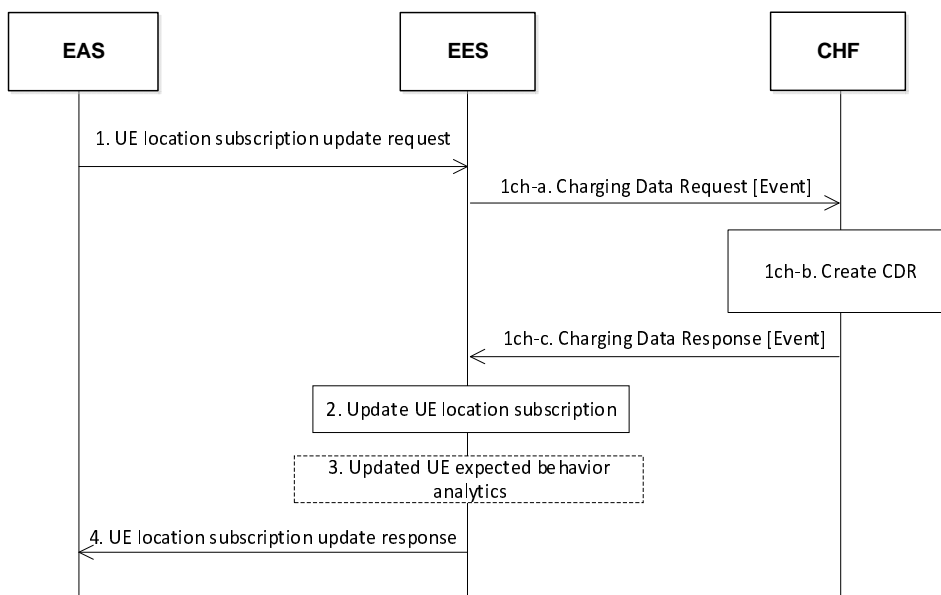 EAS
EES
CHF
1. UE location subscription update request
1ch-a. Charging Data Request [Event]
1ch-b. Create CDR
1ch-c. Charging Data Response [Event]
2. Update UE location subscription
3. Updated UE expected behavior
analytics
4. UE location subscription update response